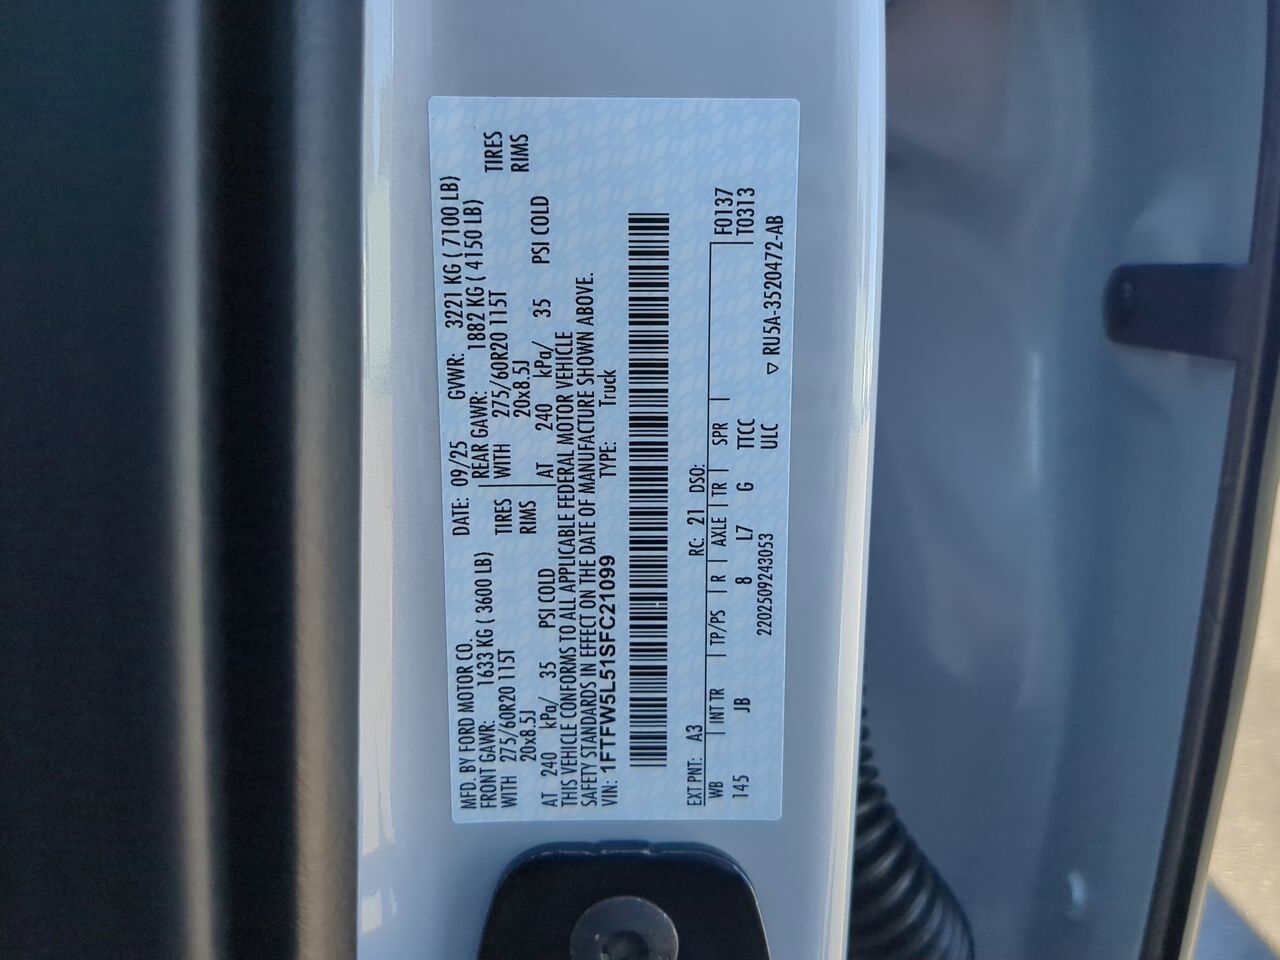 MFD. BY FORD MOTOR CO.
DATE: 09/25 GVWR: 3221 KG ( 7100 LB)
FRONT GAWR: 1633 KG ( 3600 LB) REAR GAWR: 1882 KG ( 4150 LB)
WITH 275/60R20 115T TIRES WITH 275/60R20 115T TIRES
20x8.5J RIMS 20x8.5J RIMS
AT 240 kPa/ 35 PSI COLD AT 240 kPa/ 35 PSI COLD
THIS VEHICLE CONFORMS TO ALL APPLICABLE FEDERAL MOTOR VEHICLE
SAFETY STANDARDS IN EFFECT ON THE DATE OF MANUFACTURE SHOWN ABOVE.
VIN: 1FTFW5L51SFC21099 TYPE: Truck
EXT PNT: A3 RC: 21 DSO:
WB INT TR TP/PS R AXLE TR SPR F0137
145 JB 8 L7 G TTCC T0313
2202509243053 ULC ▽ RU5A-3520472-AB